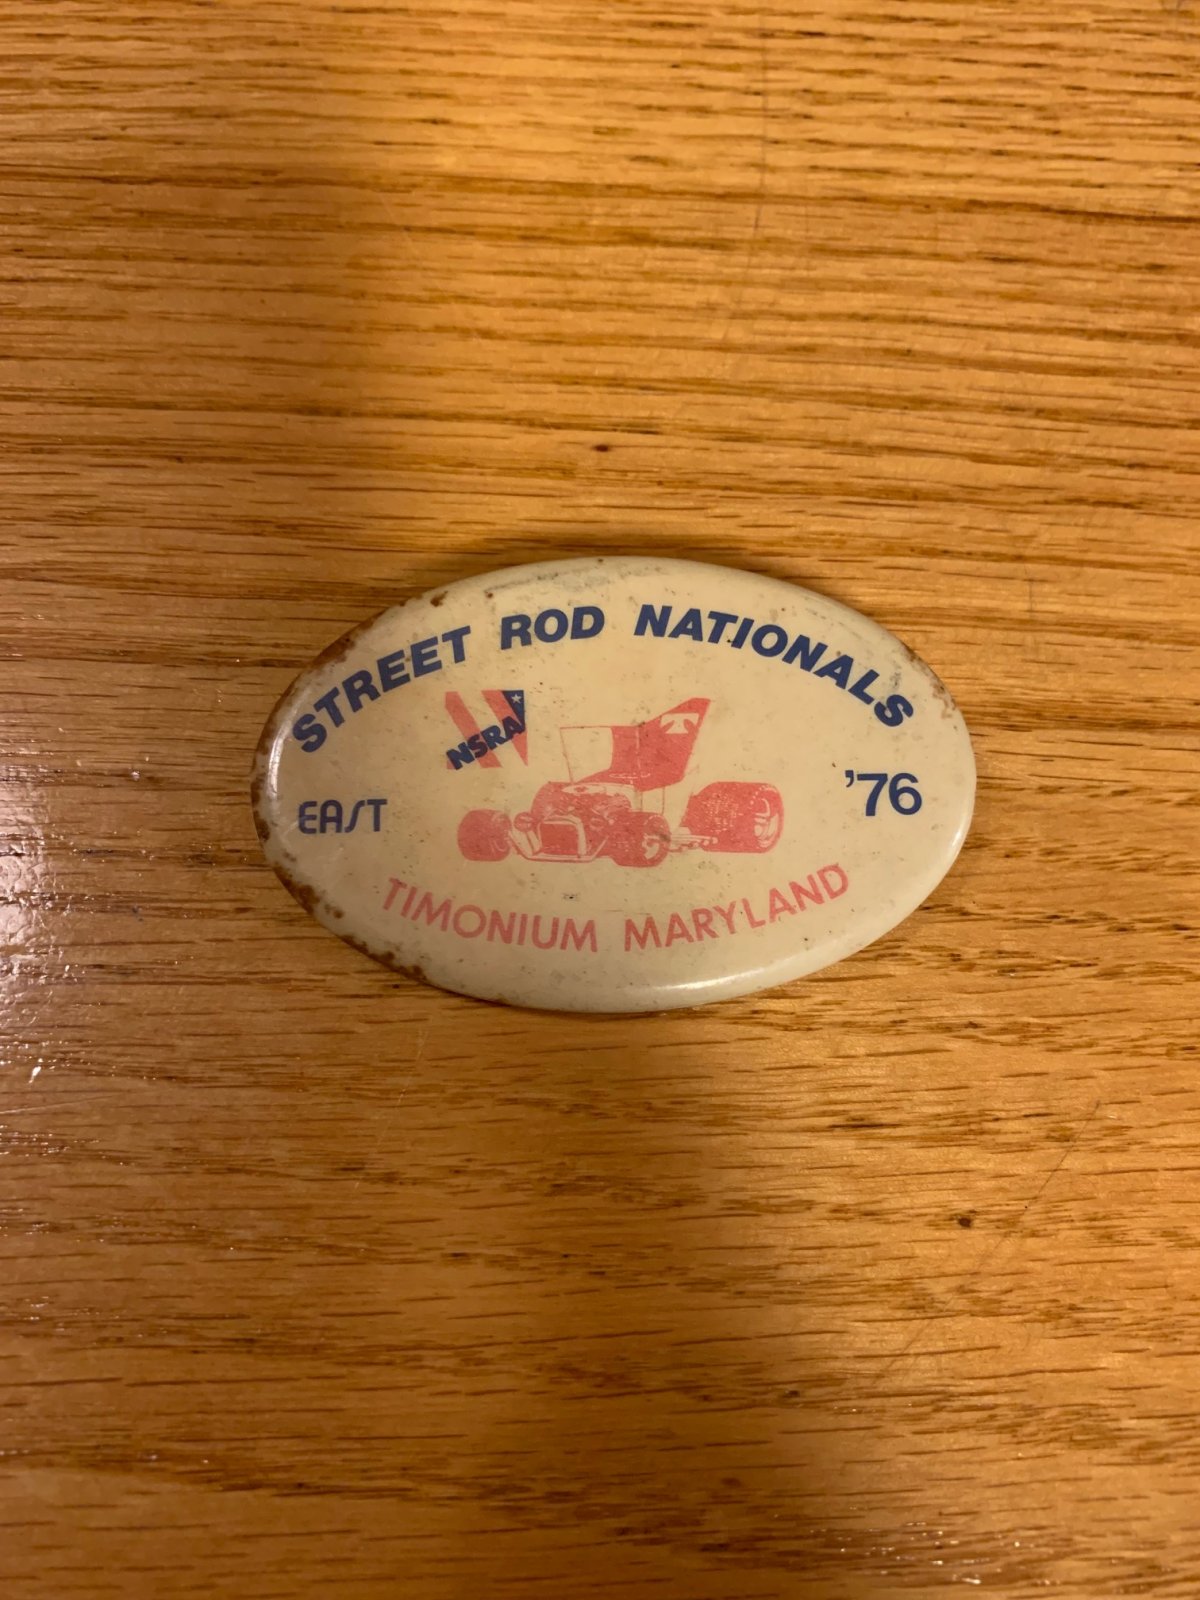 STREET ROD NATIONALS
NSRA
T
EAST
'76
TIMONIUM MARYLAND